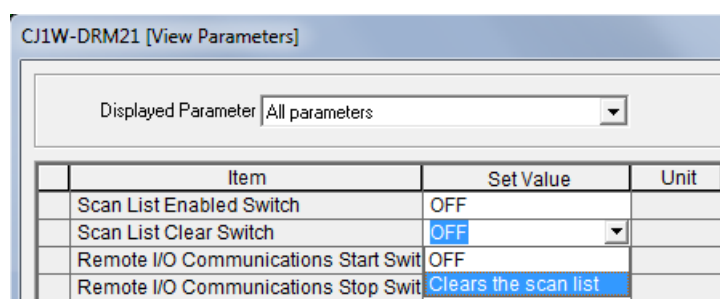 CJ1W-DRM21 [View Parameters]
Displayed Parameter All parameters
Item Set Value Unit
Scan List Enabled Switch OFF
Scan List Clear Switch OFF
Remote I/O Communications Start Swit OFF
Remote I/O Communications Stop Swit Clears the scan list